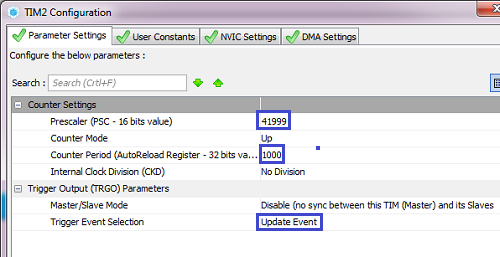 TIM2 Configuration
Parameter Settings User Constants NVIC Settings DMA Settings
Configure the below parameters :
Search : Search (Crtl+F)
Counter Settings
Prescaler (PSC - 16 bits value) 41999
Counter Mode Up
Counter Period (AutoReload Register - 32 bits va... 1000
Internal Clock Division (CKD) No Division
Trigger Output (TRGO) Parameters
Master/Slave Mode Disable (no sync between this TIM (Master) and its Slaves
Trigger Event Selection Update Event